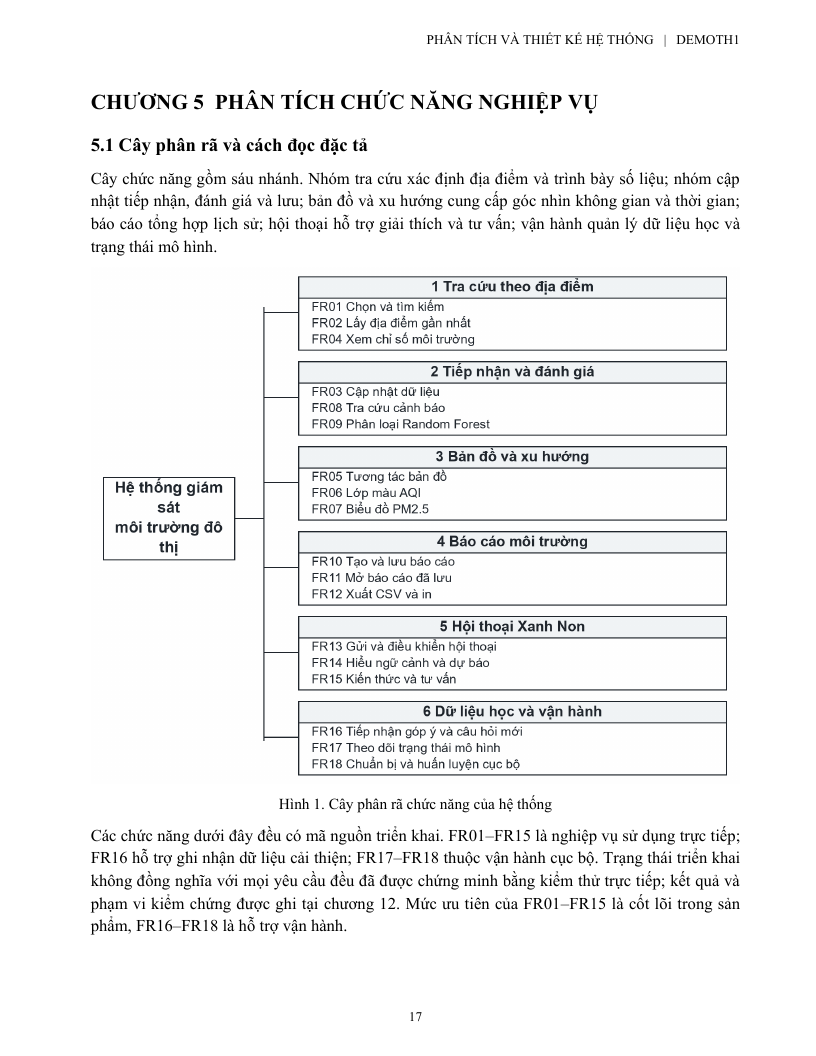 PHÂN TÍCH VÀ THIẾT KẾ HỆ THỐNG | DEMOTH1
CHƯƠNG 5 PHÂN TÍCH CHỨC NĂNG NGHIỆP VỤ
5.1 Cây phân rã và cách đọc đặc tả
Cây chức năng gồm sáu nhánh. Nhóm tra cứu xác định địa điểm và trình bày số liệu; nhóm cập
nhật tiếp nhận, đánh giá và lưu; bản đồ và xu hướng cung cấp góc nhìn không gian và thời gian;
báo cáo tổng hợp lịch sử; hội thoại hỗ trợ giải thích và tư vấn; vận hành quản lý dữ liệu học và
trạng thái mô hình.
Hệ thống giám
sát
môi trường đô
thị
1 Tra cứu theo địa điểm
FR01 Chọn và tìm kiếm
FR02 Lấy địa điểm gần nhất
FR04 Xem chỉ số môi trường
2 Tiếp nhận và đánh giá
FR03 Cập nhật dữ liệu
FR08 Tra cứu cảnh báo
FR09 Phân loại Random Forest
3 Bản đồ và xu hướng
FR05 Tương tác bản đồ
FR06 Lớp màu AQI
FR07 Biểu đồ PM2.5
4 Báo cáo môi trường
FR10 Tạo và lưu báo cáo
FR11 Mở báo cáo đã lưu
FR12 Xuất CSV và in
5 Hội thoại Xanh Non
FR13 Gửi và điều khiển hội thoại
FR14 Hiểu ngữ cảnh và dự báo
FR15 Kiến thức và tư vấn
6 Dữ liệu học và vận hành
FR16 Tiếp nhận góp ý và câu hỏi mới
FR17 Theo dõi trạng thái mô hình
FR18 Chuẩn bị và huấn luyện cục bộ
Hình 1. Cây phân rã chức năng của hệ thống
Các chức năng dưới đây đều có mã nguồn triển khai. FR01–FR15 là nghiệp vụ sử dụng trực tiếp;
FR16 hỗ trợ ghi nhận dữ liệu cải thiện; FR17–FR18 thuộc vận hành cục bộ. Trạng thái triển khai
không đồng nghĩa với mọi yêu cầu đều đã được chứng minh bằng kiểm thử trực tiếp; kết quả và
phạm vi kiểm chứng được ghi tại chương 12. Mức ưu tiên của FR01–FR15 là cốt lõi trong sản
phẩm, FR16–FR18 là hỗ trợ vận hành.
17